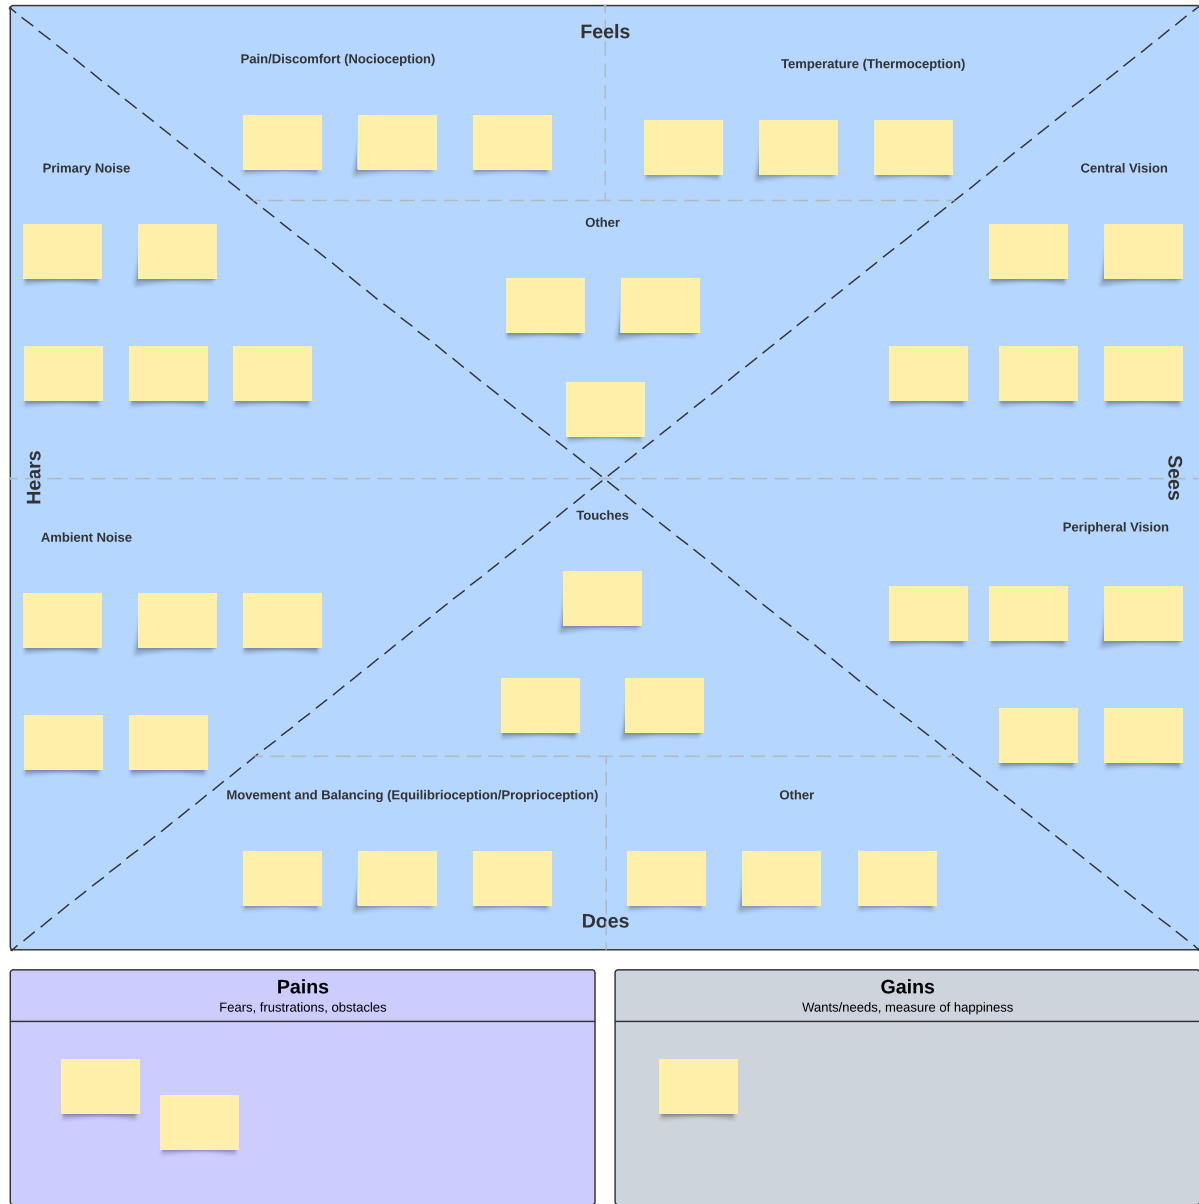 Feels
Pain/Discomfort (Nocioception)
Temperature (Thermoception)
Primary Noise
Central Vision
Other
Hears
Sees
Touches
Ambient Noise
Peripheral Vision
Movement and Balancing (Equilibrioception/Proprioception)
Other
Does
Pains
Fears, frustrations, obstacles
Gains
Wants/needs, measure of happiness